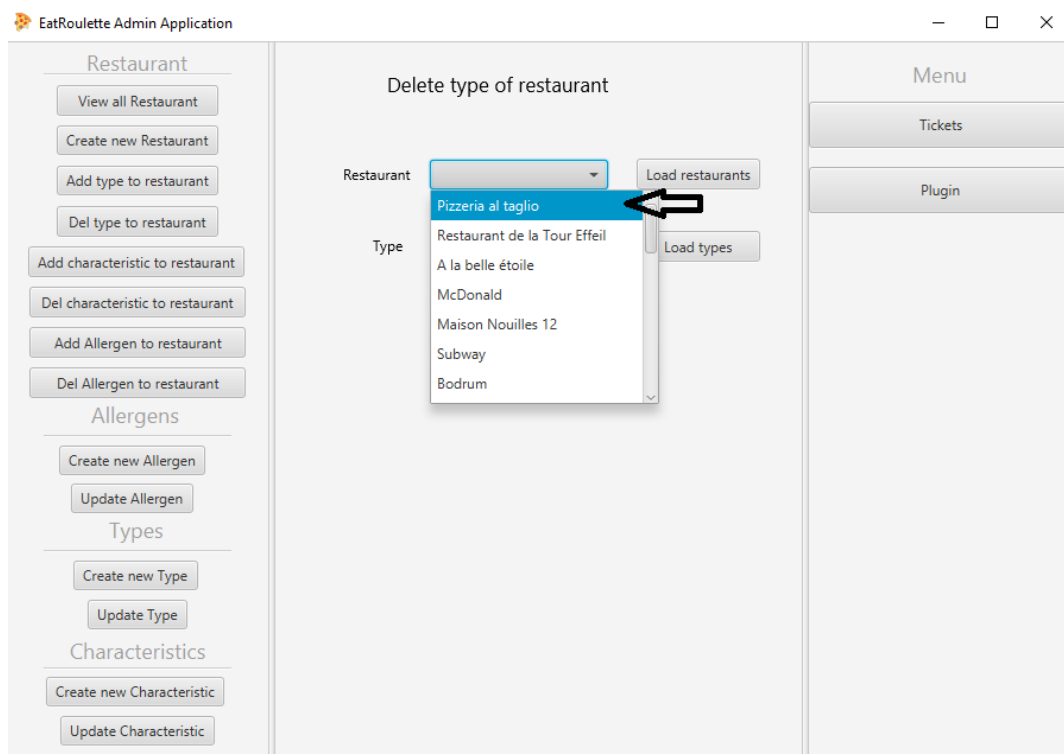 EatRoulette Admin Application
Restaurant
View all Restaurant
Create new Restaurant
Add type to restaurant
Del type to restaurant
Add characteristic to restaurant
Del characteristic to restaurant
Add Allergen to restaurant
Del Allergen to restaurant
Allergens
Create new Allergen
Update Allergen
Types
Create new Type
Update Type
Characteristics
Create new Characteristic
Update Characteristic
Delete type of restaurant
Restaurant
Load restaurants
Pizzeria al taglio
Restaurant de la Tour Effeil
A la belle étoile
McDonald
Maison Nouilles 12
Subway
Bodrum
Type
Load types
Menu
Tickets
Plugin